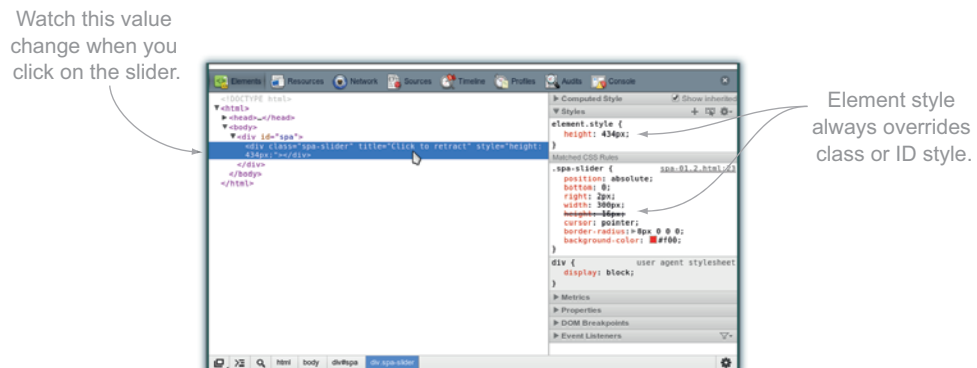 Watch this value
change when you
click on the slider.
Elements Resources Network Sources Timeline Profiles Audits Console
<!DOCTYPE html>
▼<html>
▶<head>…</head>
▼<body>
▼<div id="spa">
<div class="spa-slider" title="Click to retract" style="height:
434px;"></div>
</div>
</body>
</html>
▶ Computed Style Show inherited
▼ Styles
element.style {
height: 434px;
}
Matched CSS Rules
.spa-slider { spa-01.2.html:23
position: absolute;
bottom: 0;
right: 2px;
width: 300px;
height: 16px;
cursor: pointer;
border-radius:▶8px 0 0 0;
background-color: #f00;
}
div { user agent stylesheet
display: block;
}
▶ Metrics
▶ Properties
▶ DOM Breakpoints
▶ Event Listeners
html body div#spa div.spa-slider
Element style
always overrides
class or ID style.